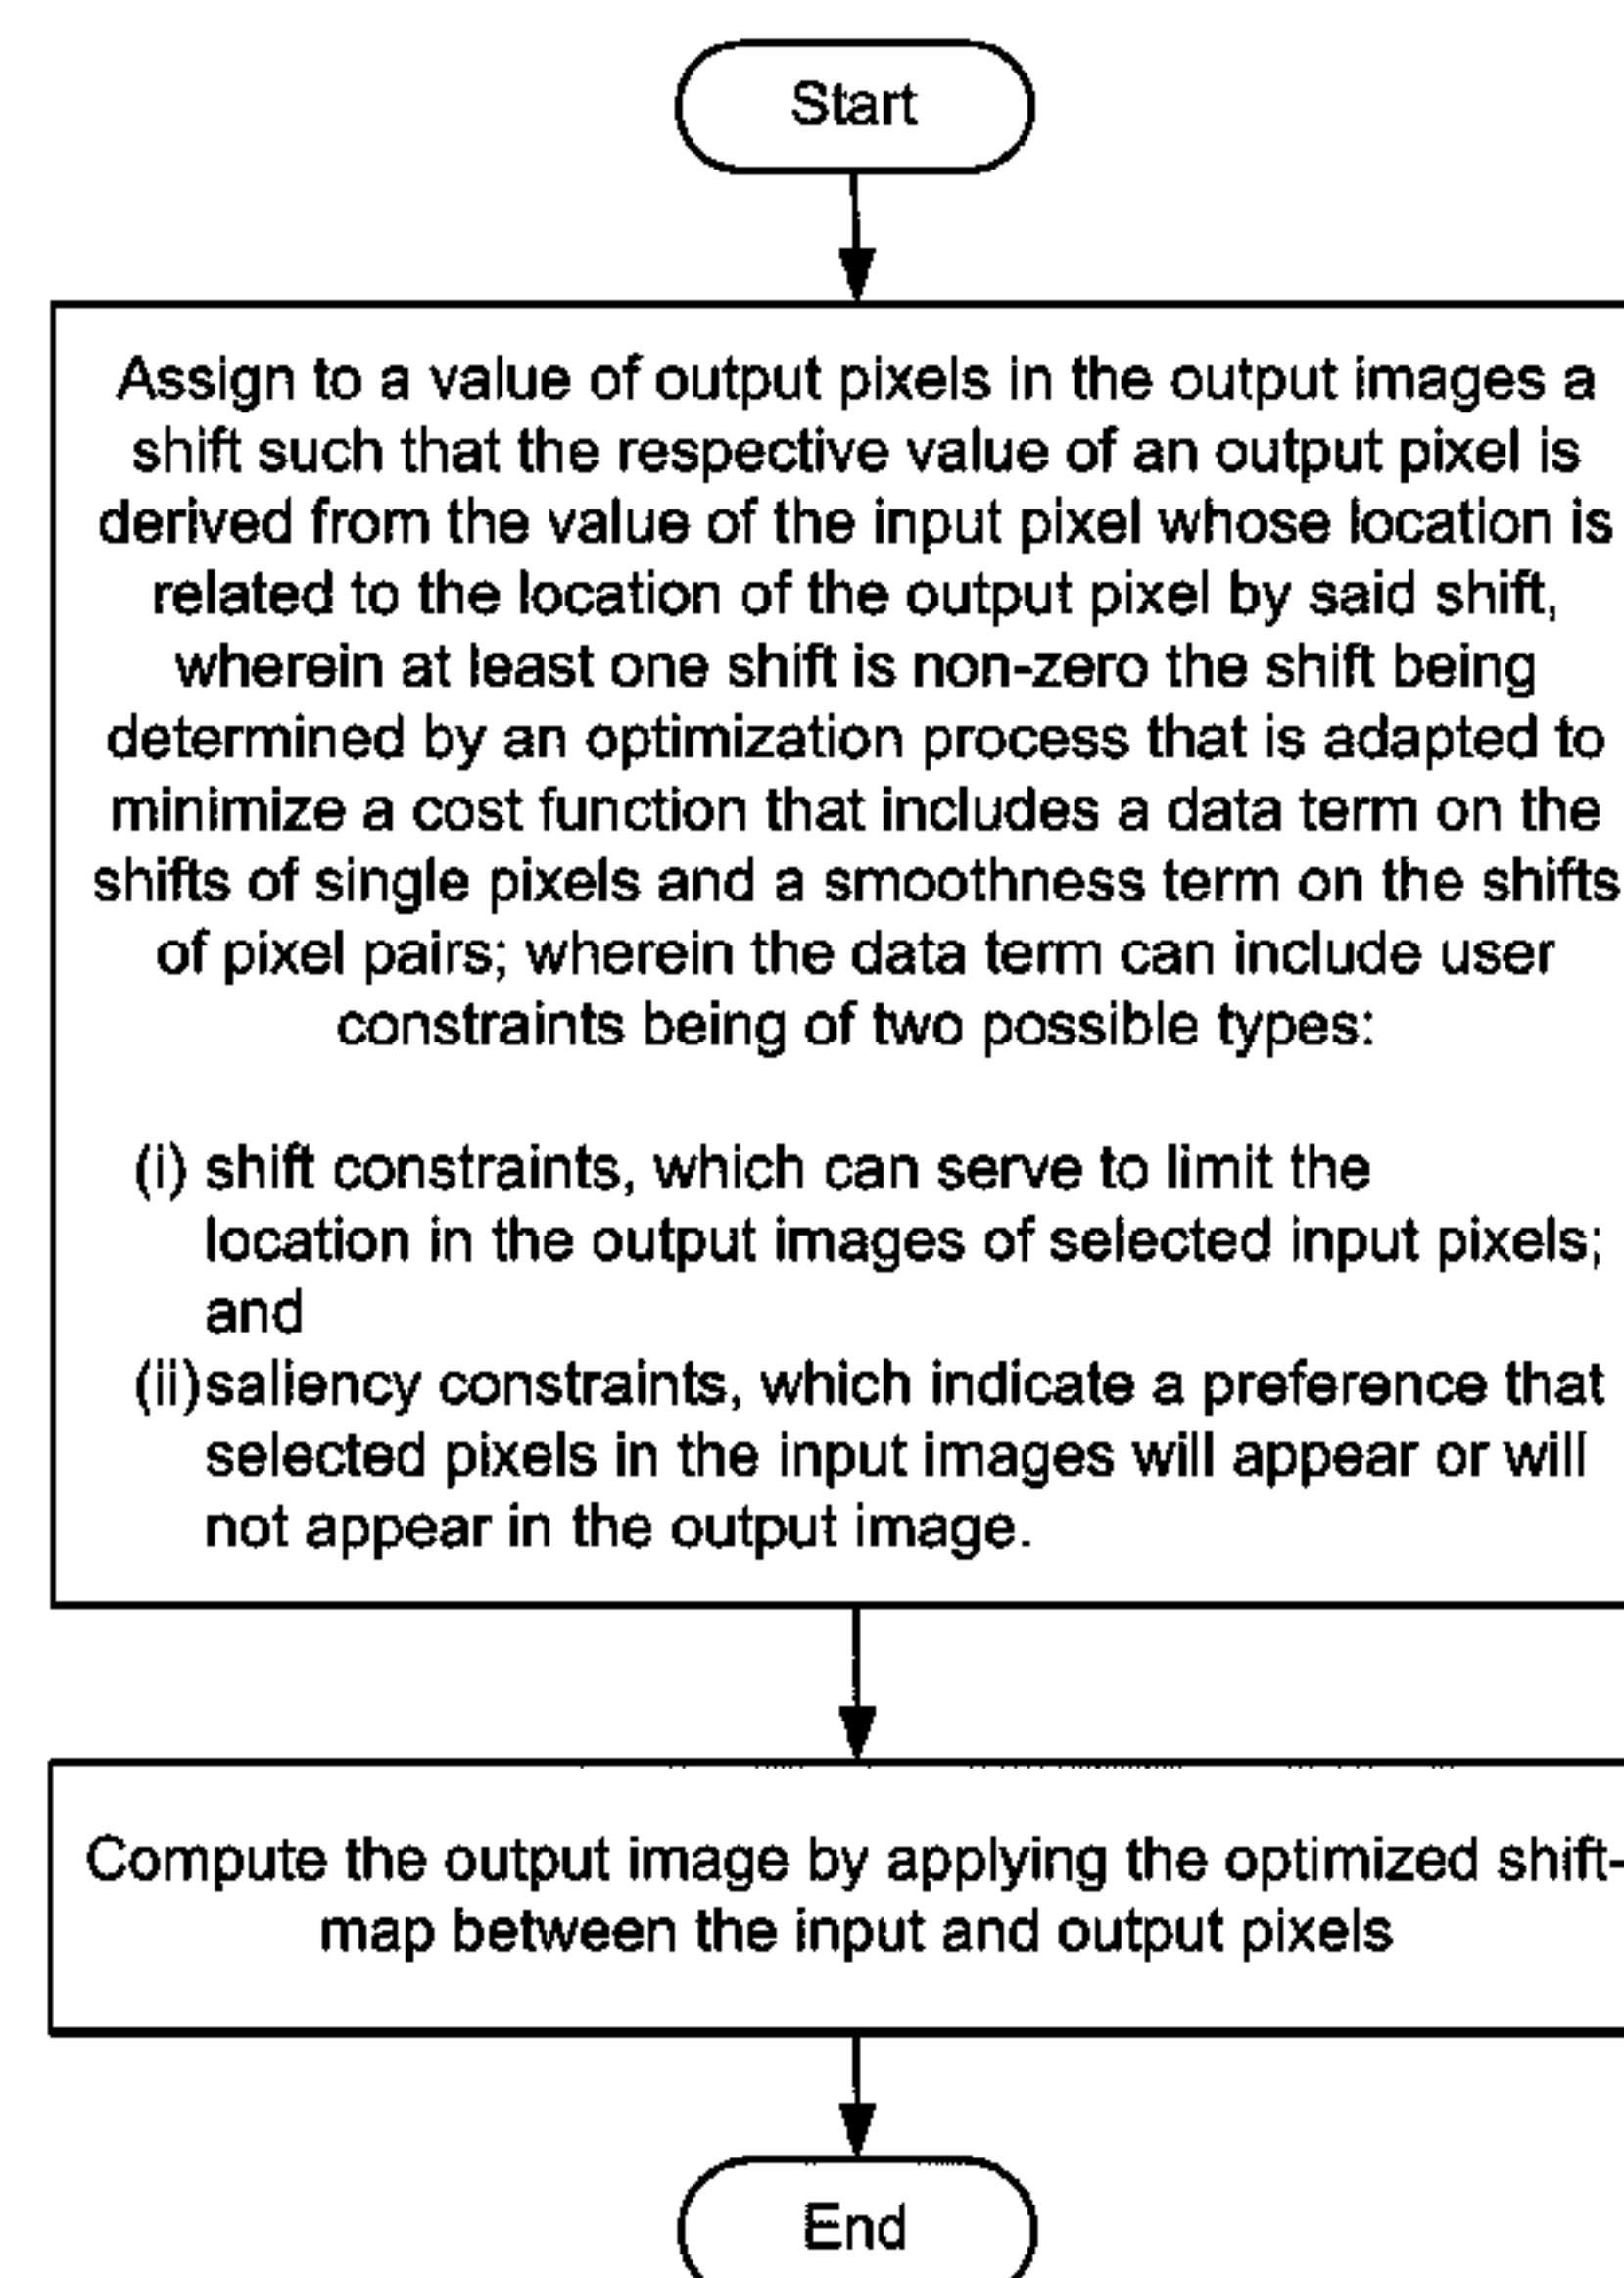 Start
Assign to a value of output pixels in the output images a
shift such that the respective value of an output pixel is
derived from the value of the input pixel whose location is
related to the location of the output pixel by said shift,
wherein at least one shift is non-zero the shift being
determined by an optimization process that is adapted to
minimize a cost function that includes a data term on the
shifts of single pixels and a smoothness term on the shifts
of pixel pairs; wherein the data term can include user
constraints being of two possible types:
(i) shift constraints, which can serve to limit the
location in the output images of selected input pixels;
and
(ii) saliency constraints, which indicate a preference that
selected pixels in the input images will appear or will
not appear in the output image.
Compute the output image by applying the optimized shift-
map between the input and output pixels
End